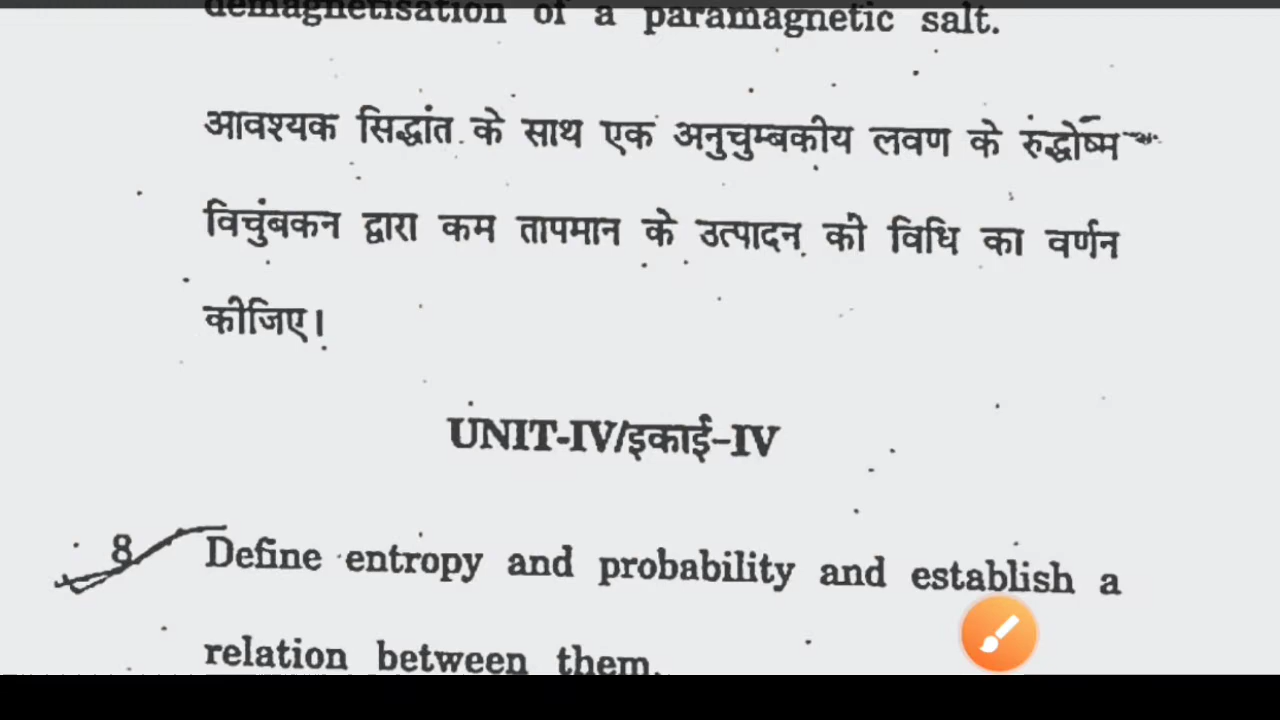 demagnetisation of a paramagnetic salt.
आवश्यक सिद्धांत के साथ एक अनुचुम्बकीय लवण के रुंद्धोष्म
विचुंबकन द्वारा कम तापमान के उत्पादन की विधि का वर्णन
कीजिए।
UNIT-IV/इकाई-IV
8 Define entropy and probability and establish a
relation between them.